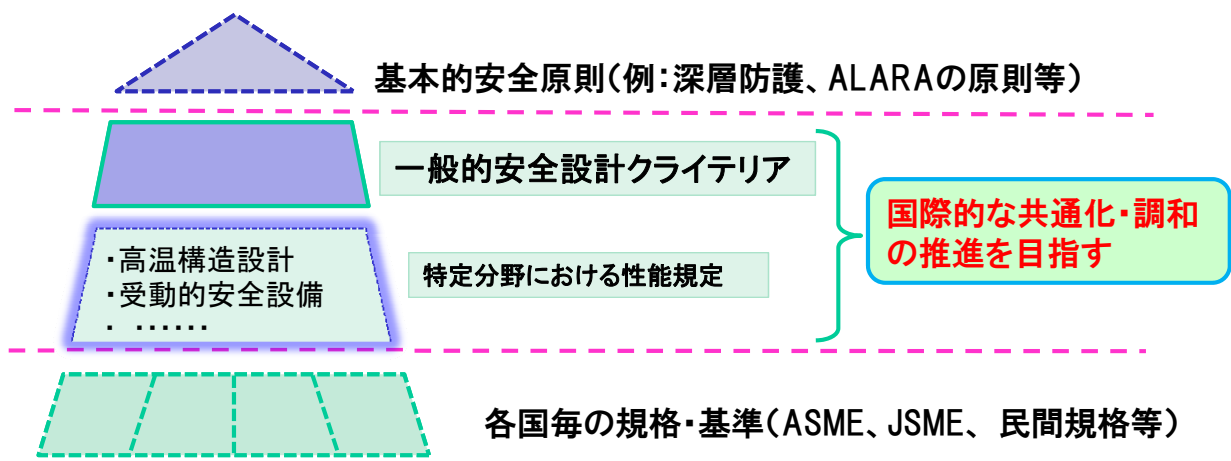 基本的安全原則(例:深層防護、ALARAの原則等)
一般的安全設計クライテリア
国際的な共通化・調和
の推進を目指す
・高温構造設計
・受動的安全設備
・ ……
特定分野における性能規定
各国毎の規格・基準(ASME、JSME、 民間規格等)